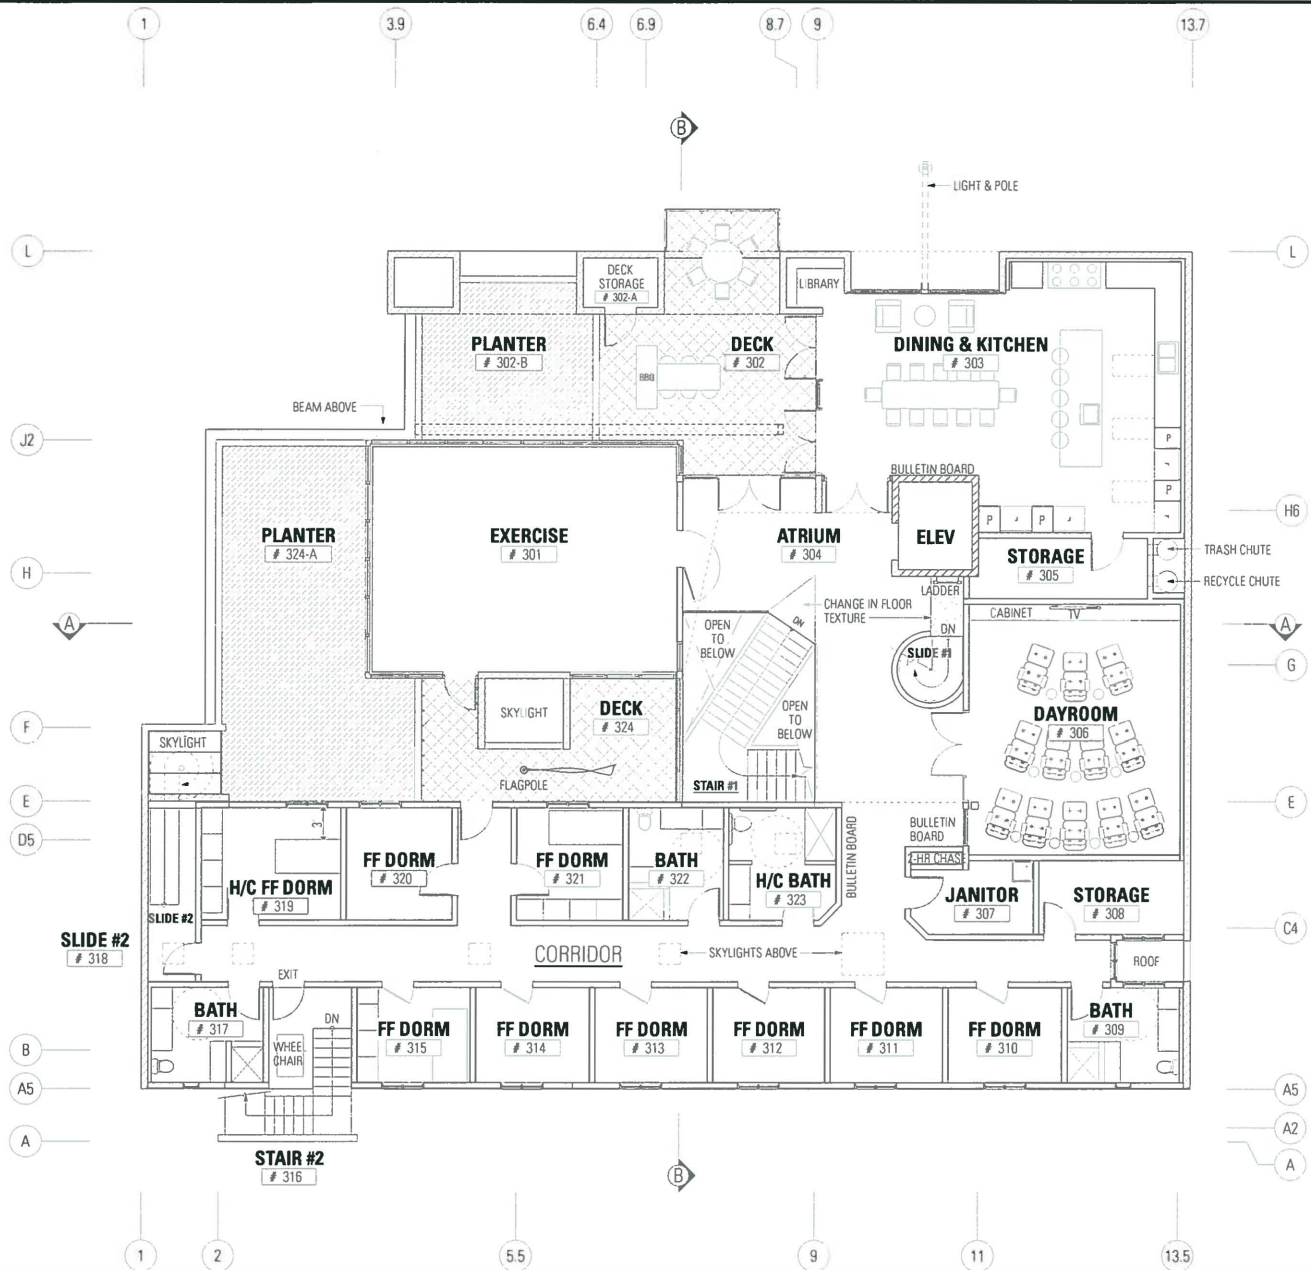 1 3.9 6.4 6.9 8.7 9 13.7
B
LIGHT & POLE
L L
DECK
STORAGE
# 302-A
LIBRARY
PLANTER
# 302-B
DECK
# 302
DINING & KITCHEN
# 303
BBQ
BEAM ABOVE
J2
P
BULLETIN BOARD
P
H6
PLANTER
# 324-A
EXERCISE
# 301
ATRIUM
# 304
ELEV
P P
STORAGE
# 305
TRASH CHUTE
RECYCLE CHUTE
H
LADDER
CHANGE IN FLOOR
TEXTURE
CABINET TV
A A
OPEN
TO
BELOW
DN
DN
SLIDE #1
G
SKYLIGHT
DECK
# 324
OPEN
TO
BELOW
DAYROOM
# 306
F
SKYLIGHT
FLAGPOLE
STAIR #1
E E
3'
BULLETIN BOARD
BULLETIN
BOARD
D5
FF DORM
# 320
FF DORM
# 321
BATH
# 322
2-HR CHASE
H/C FF DORM
# 319
H/C BATH
# 323
JANITOR
# 307
STORAGE
# 308
SLIDE #2
C4
SLIDE #2
# 318
CORRIDOR
SKYLIGHTS ABOVE
ROOF
EXIT
BATH
# 317
DN
WHEEL
CHAIR
FF DORM
# 315
FF DORM
# 314
FF DORM
# 313
FF DORM
# 312
FF DORM
# 311
FF DORM
# 310
BATH
# 309
B
A5 A5
A2
A
A
STAIR #2
# 316
B
1 2 5.5 9 11 13.5